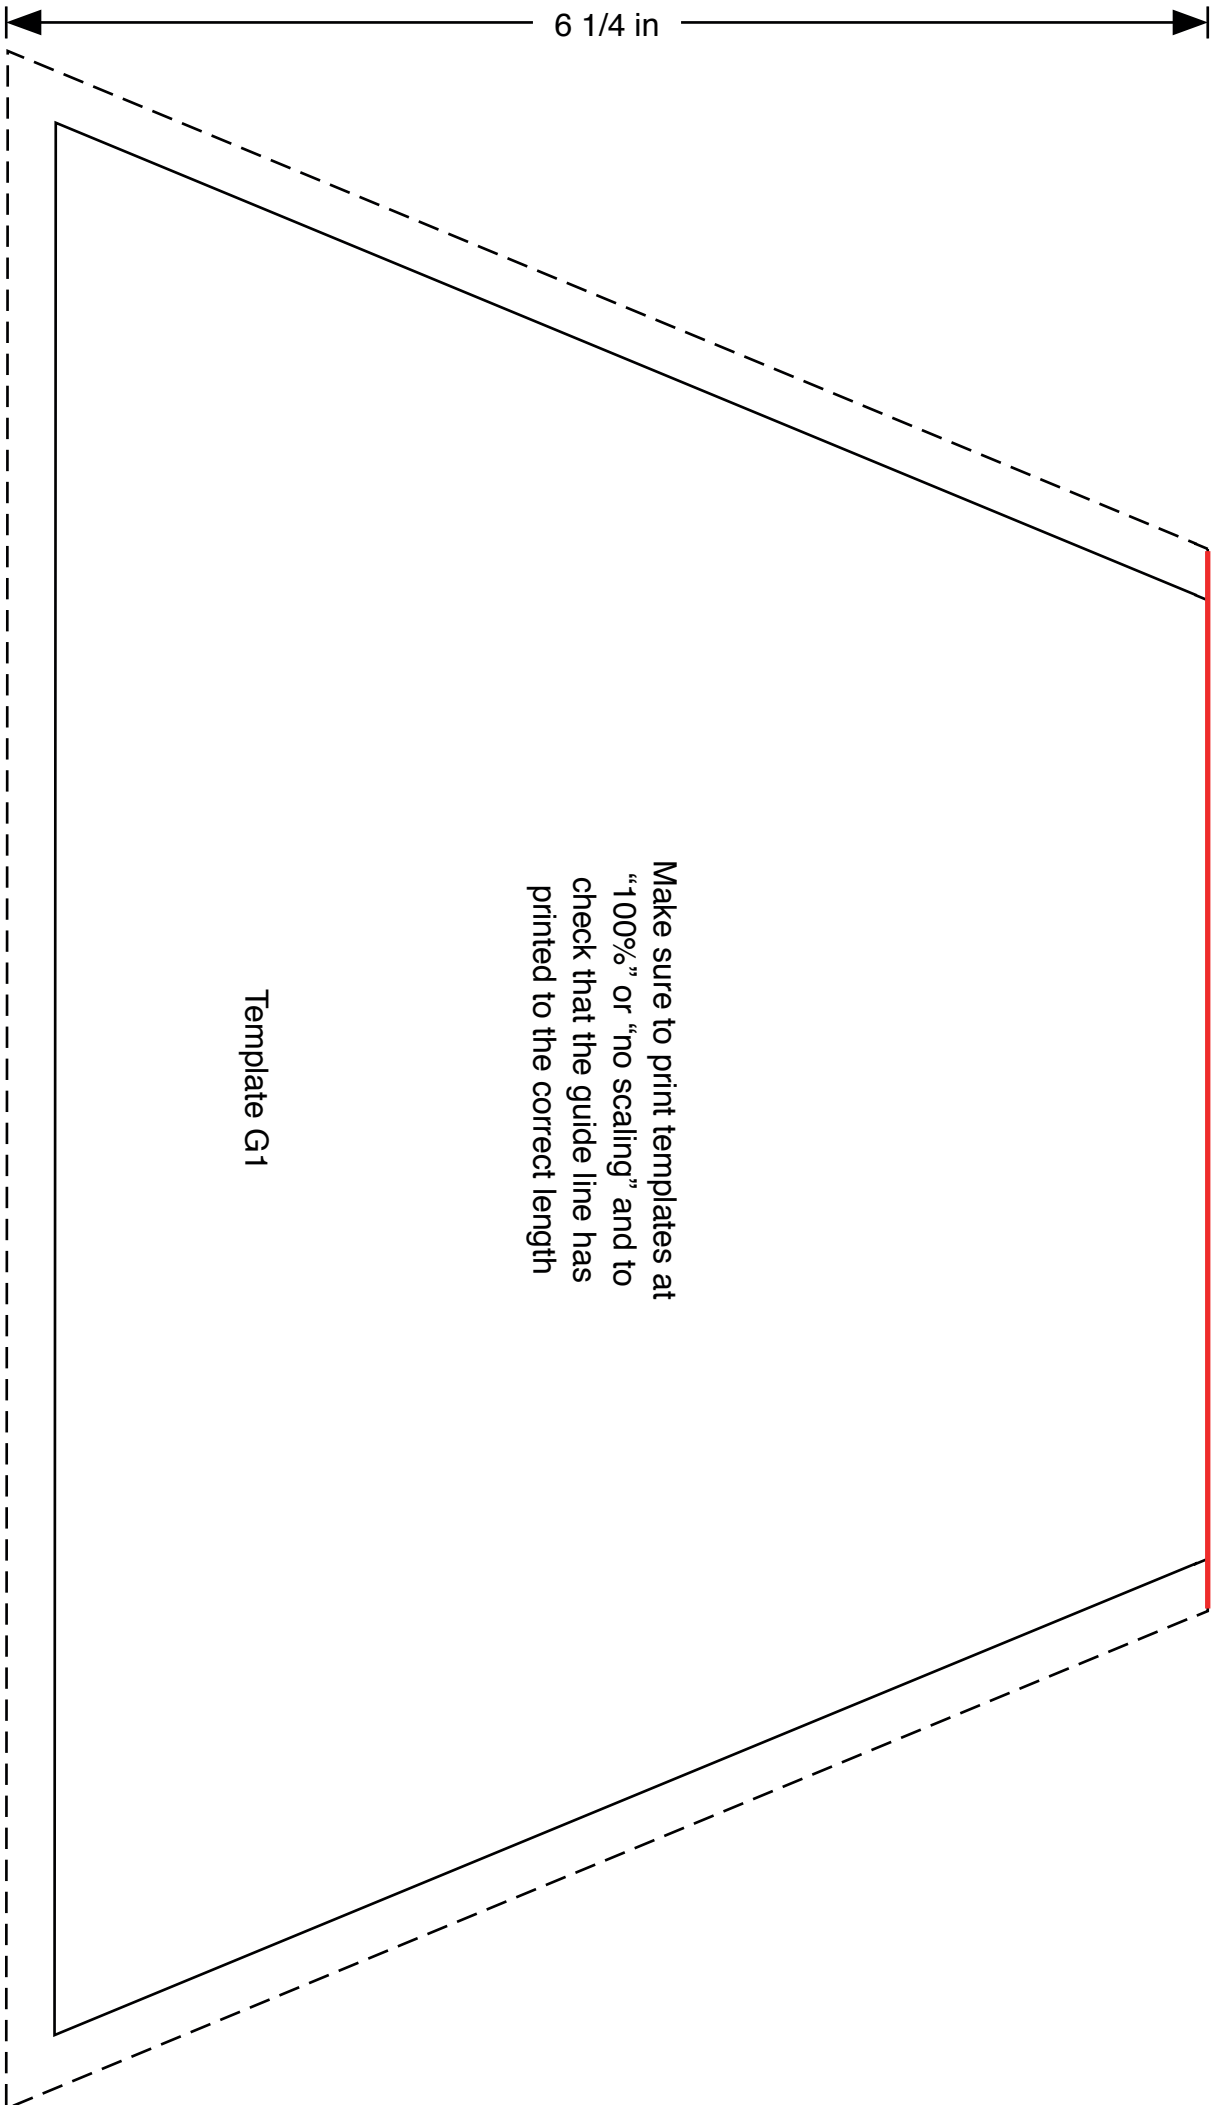 6 1/4 in
Make sure to print templates at
“100%” or “no scaling” and to
check that the guide line has
printed to the correct length
Template G1